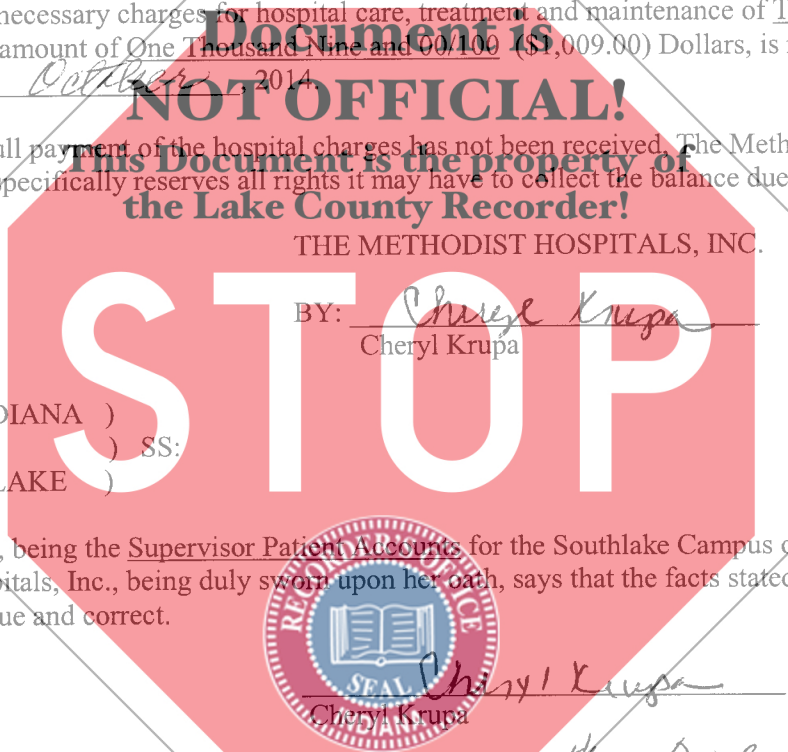 necessary charges for hospital care, treatment and maintenance of
amount of One Thousand Nine and 00/100 ($1,009.00) Dollars, is
Document is
October, 2014.
NOT OFFICIAL!
ull payment of the hospital charges has not been received, The Meth
This Document is the property of
specifically reserves all rights it may have to collect the balance due
the Lake County Recorder!
THE METHODIST HOSPITALS, INC.
BY: Cheryl Krupa
Cheryl Krupa
STOP
DIANA )
) SS:
LAKE )
, being the Supervisor Patient Accounts for the Southlake Campus
pitals, Inc., being duly sworn upon her oath, says that the facts stated
ue and correct.
RECORDER'S OFFICE
SEAL
Cheryl Krupa
Cheryl Krupa